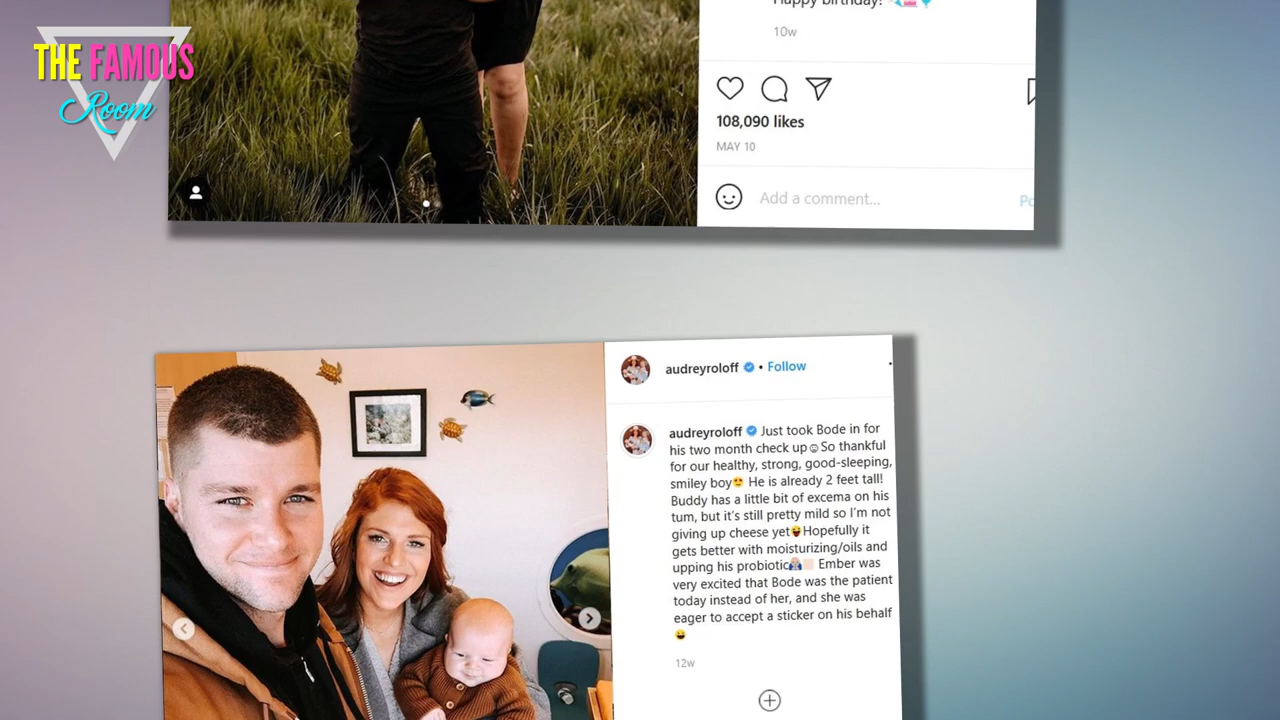 THE FAMOUS
Room
Happy birthday!
10w
108,090 likes
MAY 10
Add a comment...
Po
audreyroloff • Follow
audreyroloff Just took Bode in for
his two month check up☺So thankful
for our healthy, strong, good-sleeping,
smiley boy😍 He is already 2 feet tall!
Buddy has a little bit of excema on his
tum, but it's still pretty mild so I'm not
giving up cheese yet😜Hopefully it
gets better with moisturizing/oils and
upping his probiotic🤷🏼‍♀️🏼 Ember was
very excited that Bode was the patient
today instead of her, and she was
eager to accept a sticker on his behalf
😄
12w